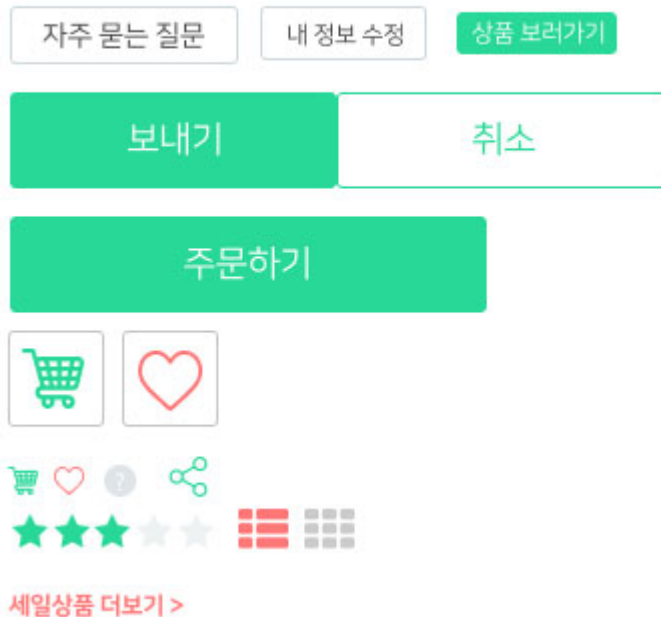 자주 묻는 질문
내 정보 수정
상품 보러가기
보내기
취소
주문하기
?
세일상품 더보기 >